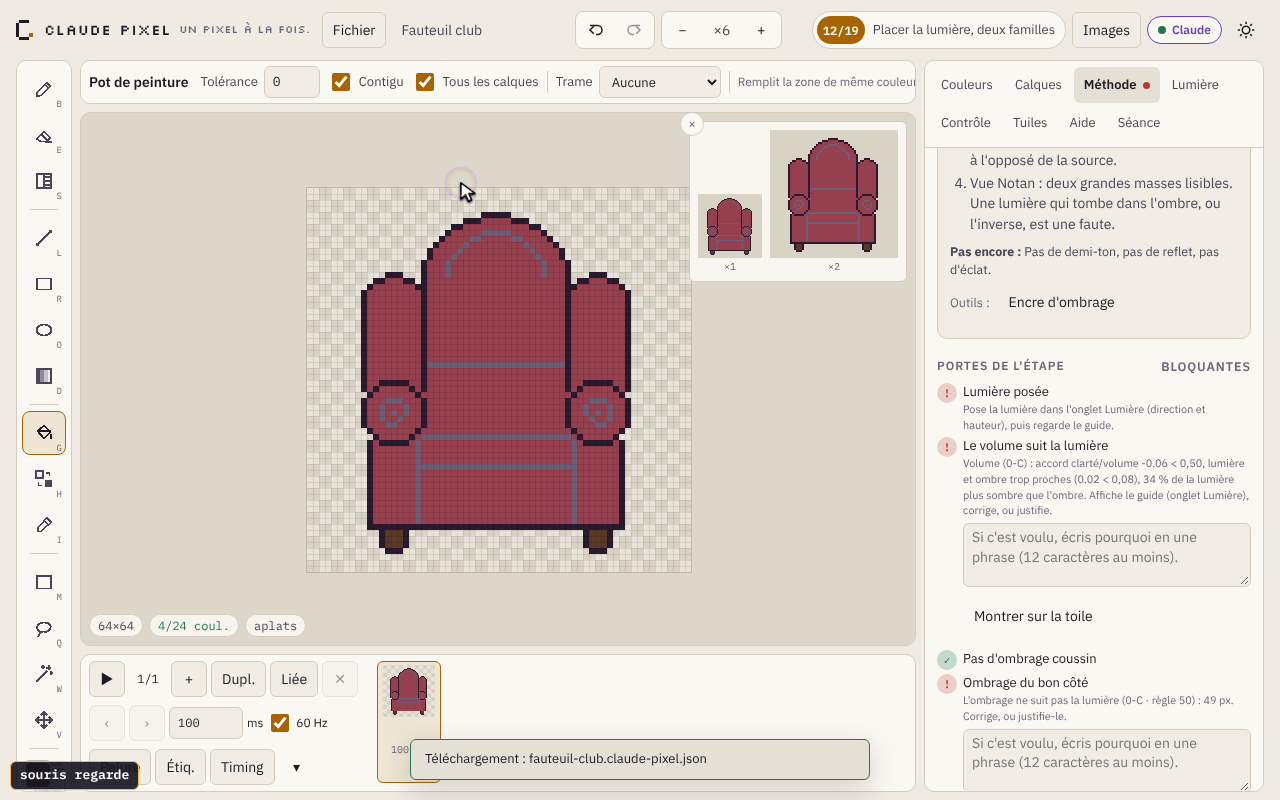 CLAUDE PIXEL UN PIXEL À LA FOIS. Fichier Fauteuil club − ×6 + 12/19 Placer la lumière, deux familles Images Claude
Pot de peinture Tolérance 0 Contigu Tous les calques Trame Aucune Remplit la zone de même couleur
B
E
S
L
R
O
D
G
H
I
M
Q
W
V
×
×1 ×2
64×64 4/24 coul. aplats
1/1 + Dupl. Liée ×
‹ › 100 ms 60 Hz
Étiq. Timing ▼
100
souris regarde
Téléchargement : fauteuil-club.claude-pixel.json
Couleurs Calques Méthode Lumière
Contrôle Tuiles Aide Séance
à l'opposé de la source.
4. Vue Notan : deux grandes masses lisibles.
Une lumière qui tombe dans l'ombre, ou
l'inverse, est une faute.
Pas encore : Pas de demi-ton, pas de reflet, pas
d'éclat.
Outils : Encre d'ombrage
PORTES DE L'ÉTAPE BLOQUANTES
! Lumière posée
Pose la lumière dans l'onglet Lumière (direction et
hauteur), puis regarde le guide.
! Le volume suit la lumière
Volume (0-C) : accord clarté/volume -0.06 < 0,50, lumière
et ombre trop proches (0.02 < 0,08), 34 % de la lumière
plus sombre que l'ombre. Affiche le guide (onglet Lumière),
corrige, ou justifie.
Si c'est voulu, écris pourquoi en une
phrase (12 caractères au moins).
Montrer sur la toile
✓ Pas d'ombrage coussin
! Ombrage du bon côté
L'ombrage ne suit pas la lumière (0-C · règle 50) : 49 px.
Corrige, ou justifie-le.
Si c'est voulu, écris pourquoi en une
phrase (12 caractères au moins).